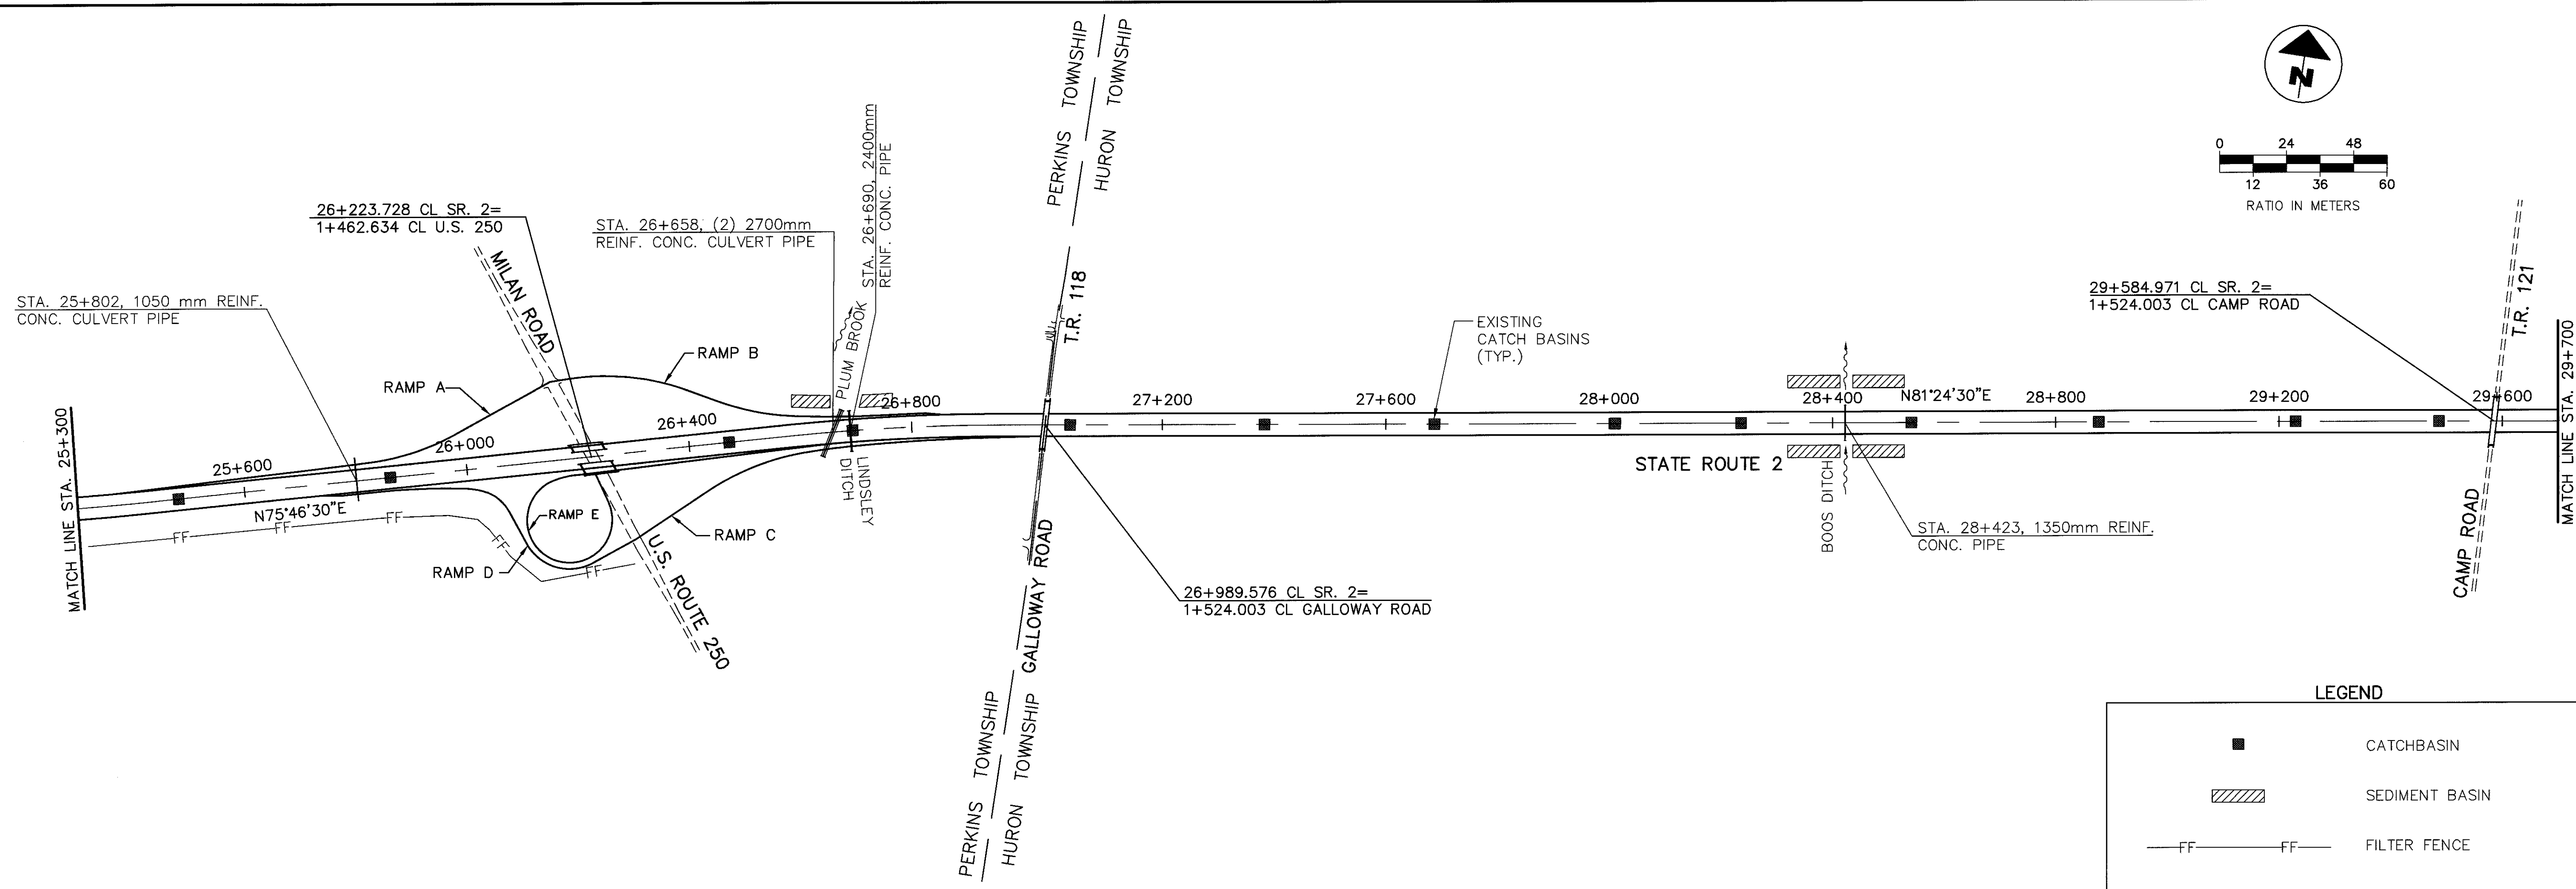 PERKINS TOWNSHIP
HURON TOWNSHIP
N
0 24 48
12 36 60
RATIO IN METERS
26+223.728 CL SR. 2=
1+462.634 CL U.S. 250
STA. 26+658, (2) 2700mm
REINF. CONC. CULVERT PIPE
STA. 26+690, 2400mm
REINF. CONC. PIPE
STA. 25+802, 1050 mm REINF.
CONC. CULVERT PIPE
MILAN ROAD
PLUM BROOK
T.R. 118
29+584.971 CL SR. 2=
1+524.003 CL CAMP ROAD
T.R. 121
EXISTING
CATCH BASINS
(TYP.)
RAMP A
RAMP B
MATCH LINE STA. 25+300
25+600
26+000
26+400
26+800
27+200
27+600
28+000
28+400
N81°24'30"E
28+800
29+200
29+600
MATCH LINE STA. 29+700
N75°46'30"E
FF
FF
FF
FF
FF
RAMP E
RAMP C
RAMP D
U.S. ROUTE 250
LINDSLEY
DITCH
STATE ROUTE 2
BOOS DITCH
STA. 28+423, 1350mm REINF.
CONC. PIPE
CAMP ROAD
GALLOWAY ROAD
26+989.576 CL SR. 2=
1+524.003 CL GALLOWAY ROAD
PERKINS TOWNSHIP
HURON TOWNSHIP
LEGEND
CATCHBASIN
SEDIMENT BASIN
FF FF FILTER FENCE